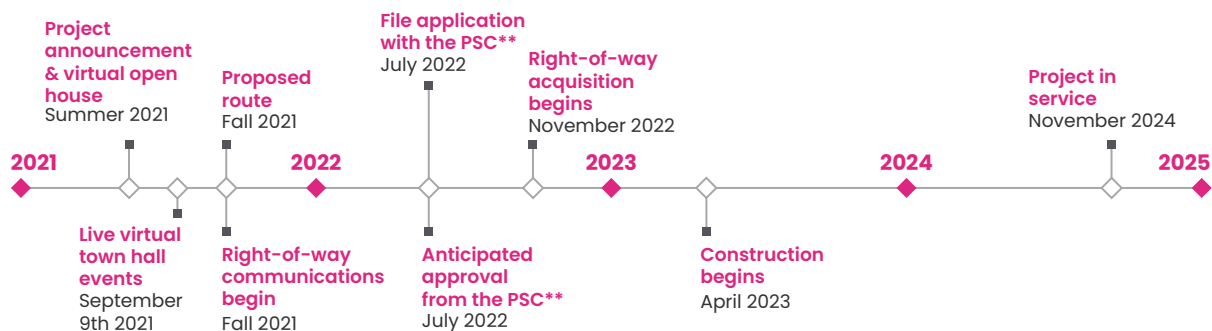 Project
announcement
& virtual open
house
Summer 2021
Proposed
route
Fall 2021
File application
with the PSC**
July 2022
Right-of-way
acquisition
begins
November 2022
Project in
service
November 2024
2021
2022
2023
2024
2025
Live virtual
town hall
events
September
9th 2021
Right-of-way
communications
begin
Fall 2021
Anticipated
approval
from the PSC**
July 2022
Construction
begins
April 2023